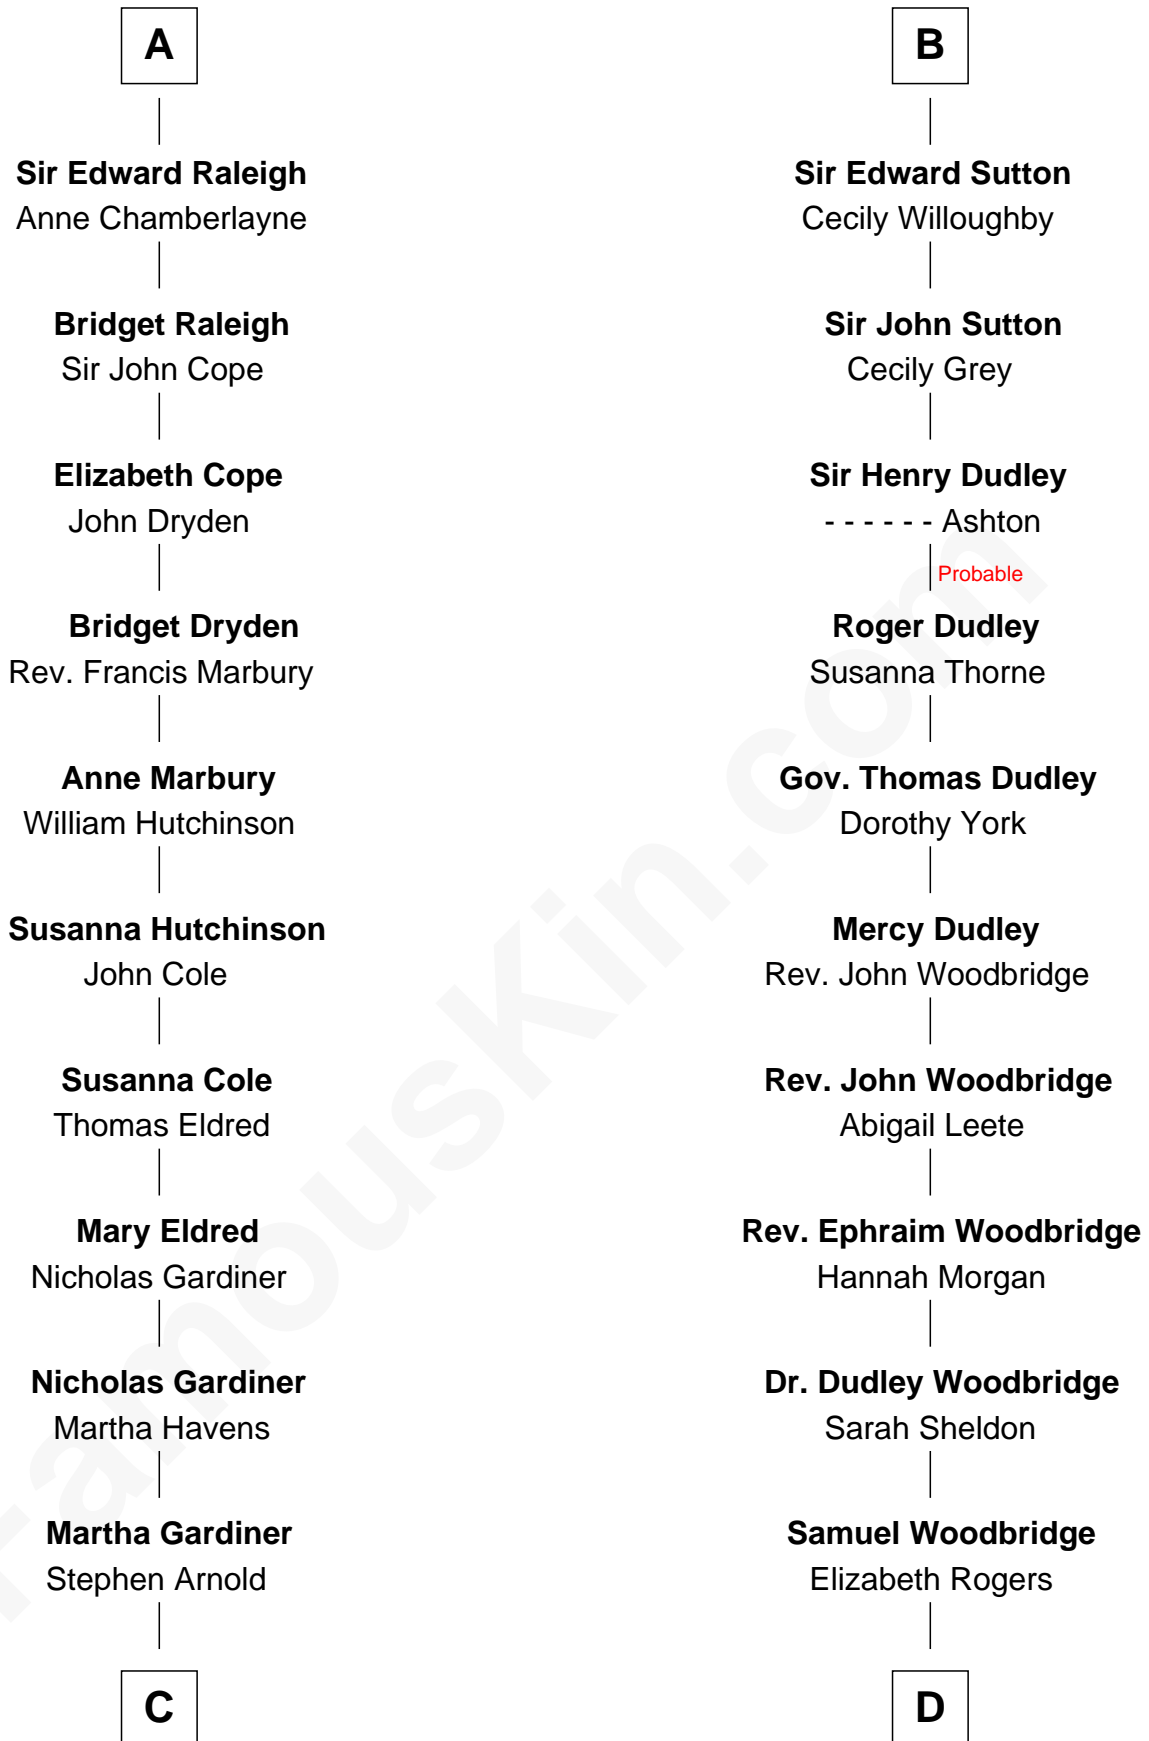 A
Sir Edward Raleigh
Anne Chamberlayne
Bridget Raleigh
Sir John Cope
Elizabeth Cope
John Dryden
Bridget Dryden
Rev. Francis Marbury
Anne Marbury
William Hutchinson
Susanna Hutchinson
John Cole
Susanna Cole
Thomas Eldred
Mary Eldred
Nicholas Gardiner
Nicholas Gardiner
Martha Havens
Martha Gardiner
Stephen Arnold
C
B
Sir Edward Sutton
Cecily Willoughby
Sir John Sutton
Cecily Grey
Sir Henry Dudley
- - - - - - Ashton
Probable
Roger Dudley
Susanna Thorne
Gov. Thomas Dudley
Dorothy York
Mercy Dudley
Rev. John Woodbridge
Rev. John Woodbridge
Abigail Leete
Rev. Ephraim Woodbridge
Hannah Morgan
Dr. Dudley Woodbridge
Sarah Sheldon
Samuel Woodbridge
Elizabeth Rogers
D
FamousKin.com